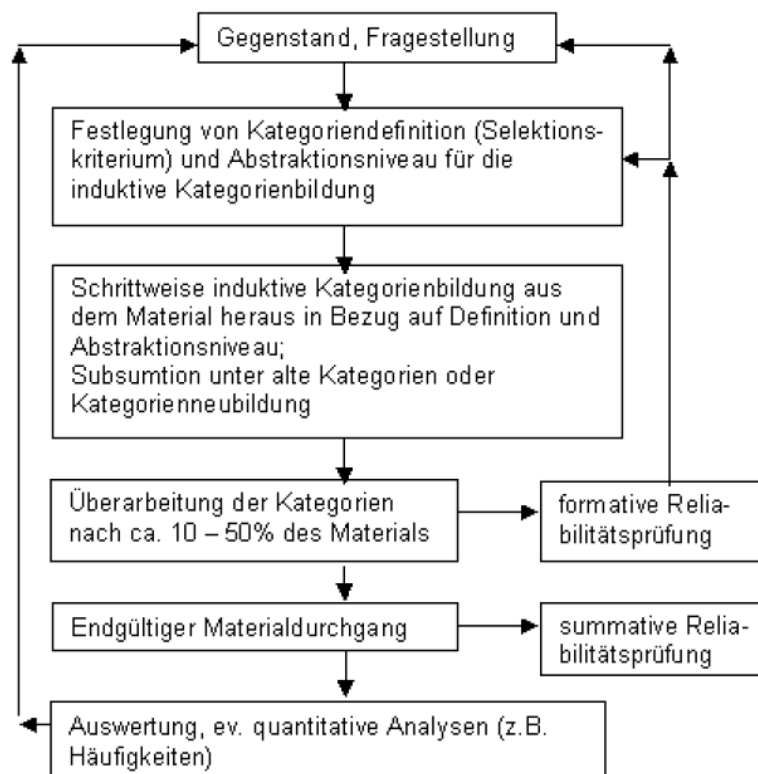 Gegenstand, Fragestellung
Festlegung von Kategoriendefinition (Selektions-
kriterium) und Abstraktionsniveau für die
induktive Kategorienbildung
Schrittweise induktive Kategorienbildung aus
dem Material heraus in Bezug auf Definition und
Abstraktionsniveau;
Subsumtion unter alte Kategorien oder
Kategorienneubildung
Überarbeitung der Kategorien
nach ca. 10 – 50% des Materials
formative Relia-
bilitätsprüfung
Endgültiger Materialdurchgang
summative Relia-
bilitätsprüfung
Auswertung, ev. quantitative Analysen (z.B.
Häufigkeiten)